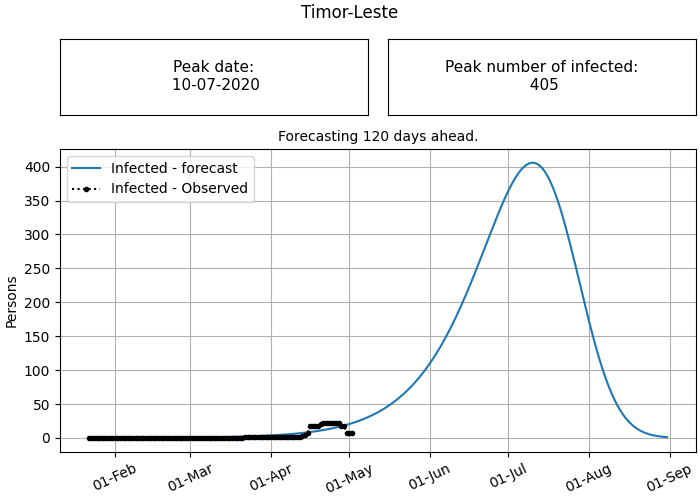 Timor-Leste
Peak date:
10-07-2020
Peak number of infected:
405
Forecasting 120 days ahead.
Infected - forecast
Infected - Observed
Persons
400
350
300
250
200
150
100
50
0
01-Feb
01-Mar
01-Apr
01-May
01-Jun
01-Jul
01-Aug
01-Sep